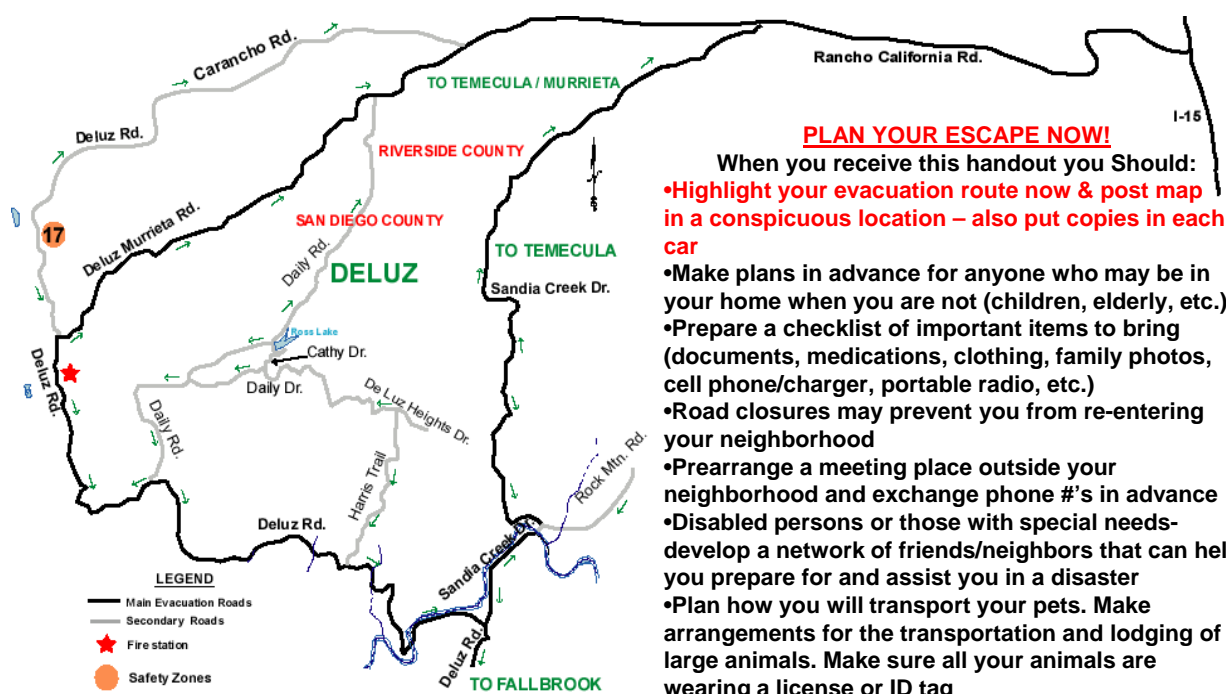 Carancho Rd.
Rancho California Rd.
TO TEMECULA / MURRIETA
I-15
Deluz Rd.
RIVERSIDE COUNTY
N
17
Deluz Murrieta Rd.
SAN DIEGO COUNTY
Daily Rd.
DELUZ
TO TEMECULA
Sandia Creek Dr.
Ross Lake
Cathy Dr.
Deluz Rd.
Daily Dr.
De Luz Heights Dr.
Daily Rd.
Harris Trail
Rock Mtn. Rd.
Deluz Rd.
Sandia Creek Dr.
Deluz Rd.
TO FALLBROOK
LEGEND
Main Evacuation Roads
Secondary Roads
Fire station
Safety Zones
PLAN YOUR ESCAPE NOW!
When you receive this handout you Should:
•Highlight your evacuation route now & post map
in a conspicuous location – also put copies in each
car
•Make plans in advance for anyone who may be in
your home when you are not (children, elderly, etc.)
•Prepare a checklist of important items to bring
(documents, medications, clothing, family photos,
cell phone/charger, portable radio, etc.)
•Road closures may prevent you from re-entering
your neighborhood
•Prearrange a meeting place outside your
neighborhood and exchange phone #'s in advance
•Disabled persons or those with special needs-
develop a network of friends/neighbors that can hel
you prepare for and assist you in a disaster
•Plan how you will transport your pets. Make
arrangements for the transportation and lodging of
large animals. Make sure all your animals are
wearing a license or ID tag